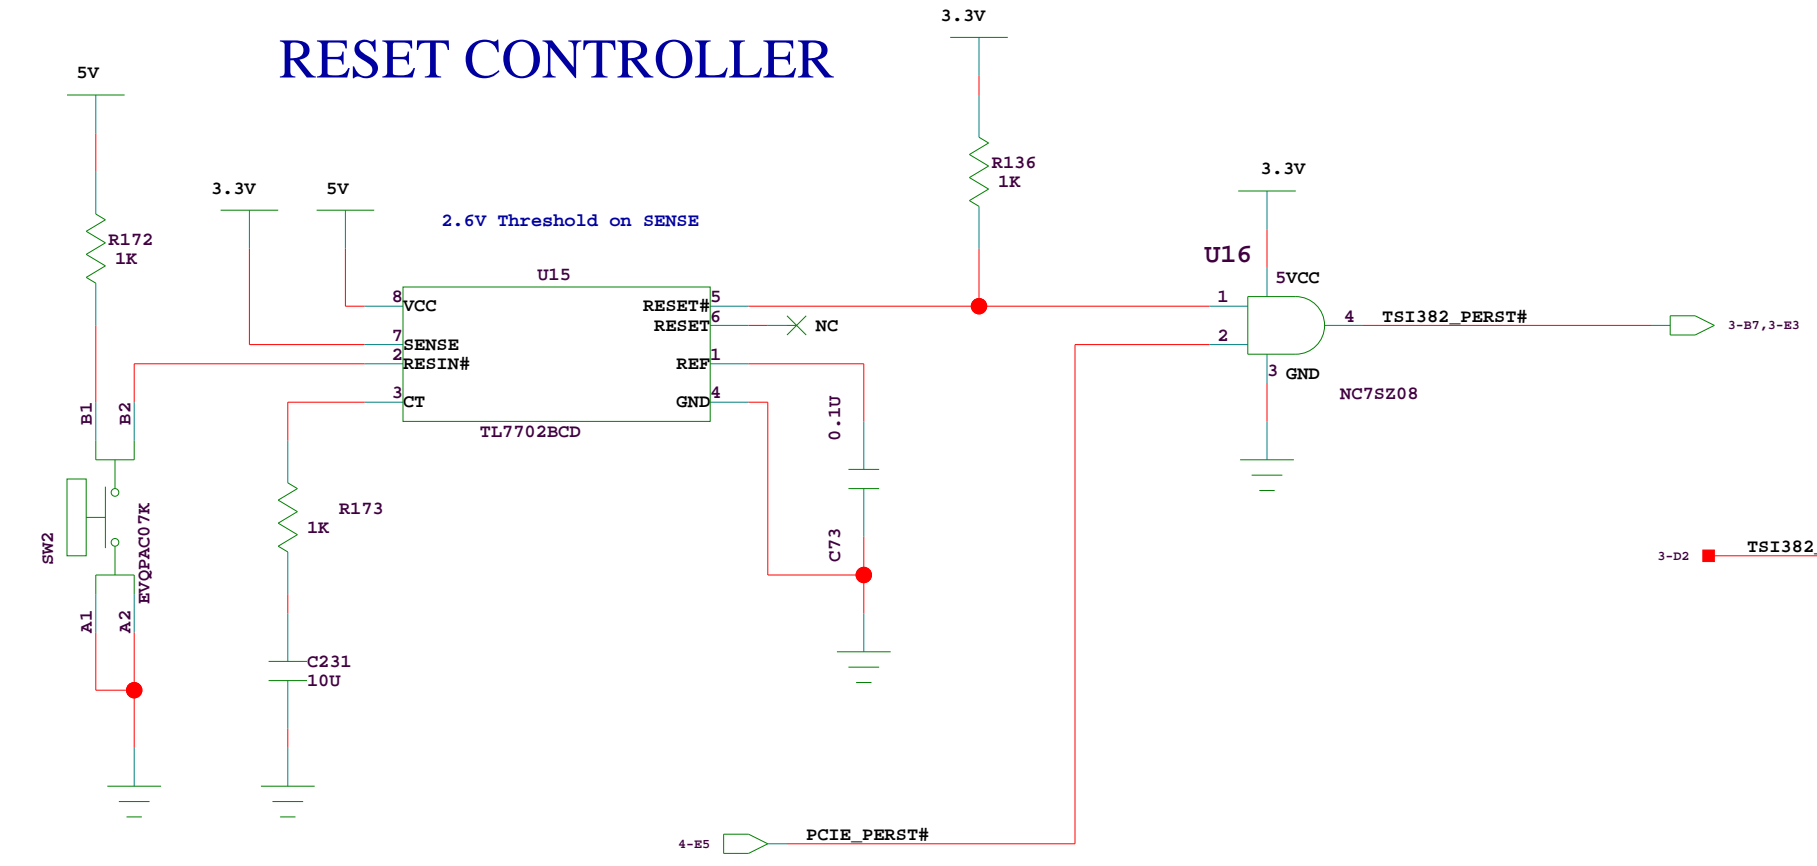 3.3V
RESET CONTROLLER
5V
R136
1K
3.3V
3.3V
5V
2.6V Threshold on SENSE
R172
1K
U16
U15
5VCC
8 VCC
RESET# 5
1
RESET 6
NC
4
TSI382_PERST#
3-B7,3-E3
7 SENSE
2
2 RESIN#
REF 1
3 GND
NC7SZ08
3 CT
GND 4
B1
B2
TL7702BCD
0.1U
R173
1K
SW2
EVQPAC07K
C73
3-D2
TSI382_
A1
A2
C231
10U
4-E5
PCIE_PERST#